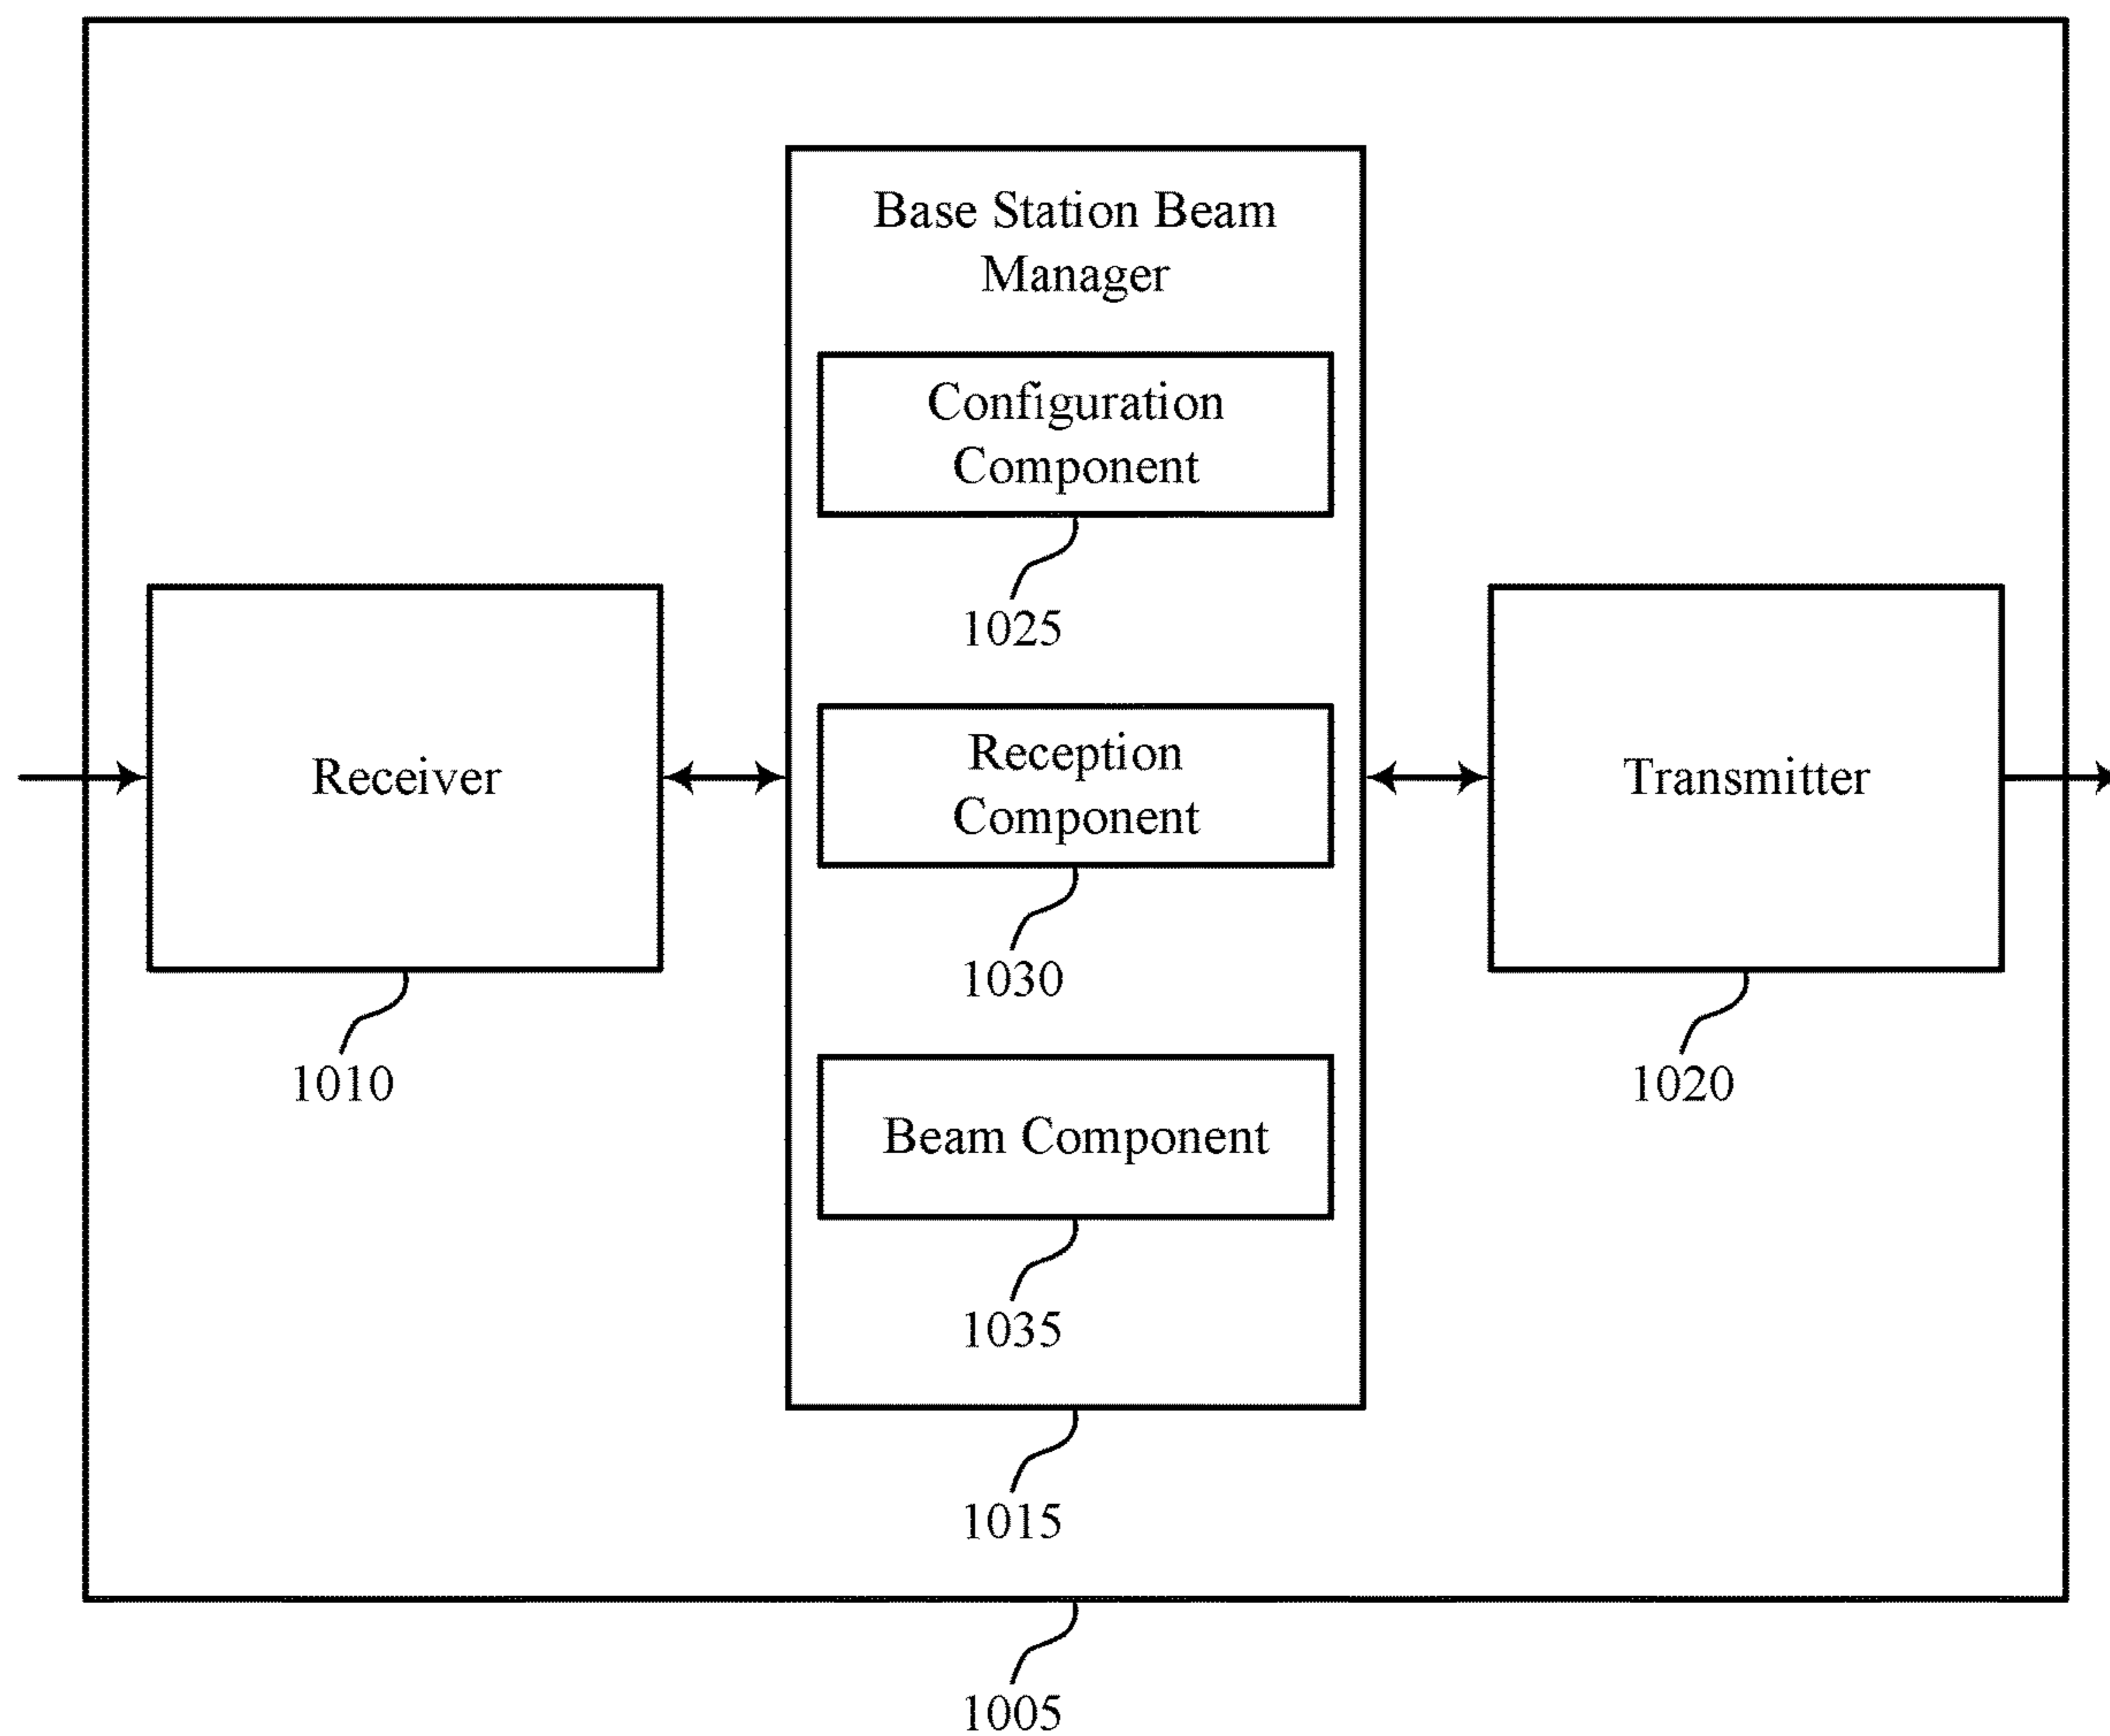 Base Station Beam
Manager
Configuration
Component
1025
Receiver
1010
Reception
Component
1030
Transmitter
1020
Beam Component
1035
1015
1005